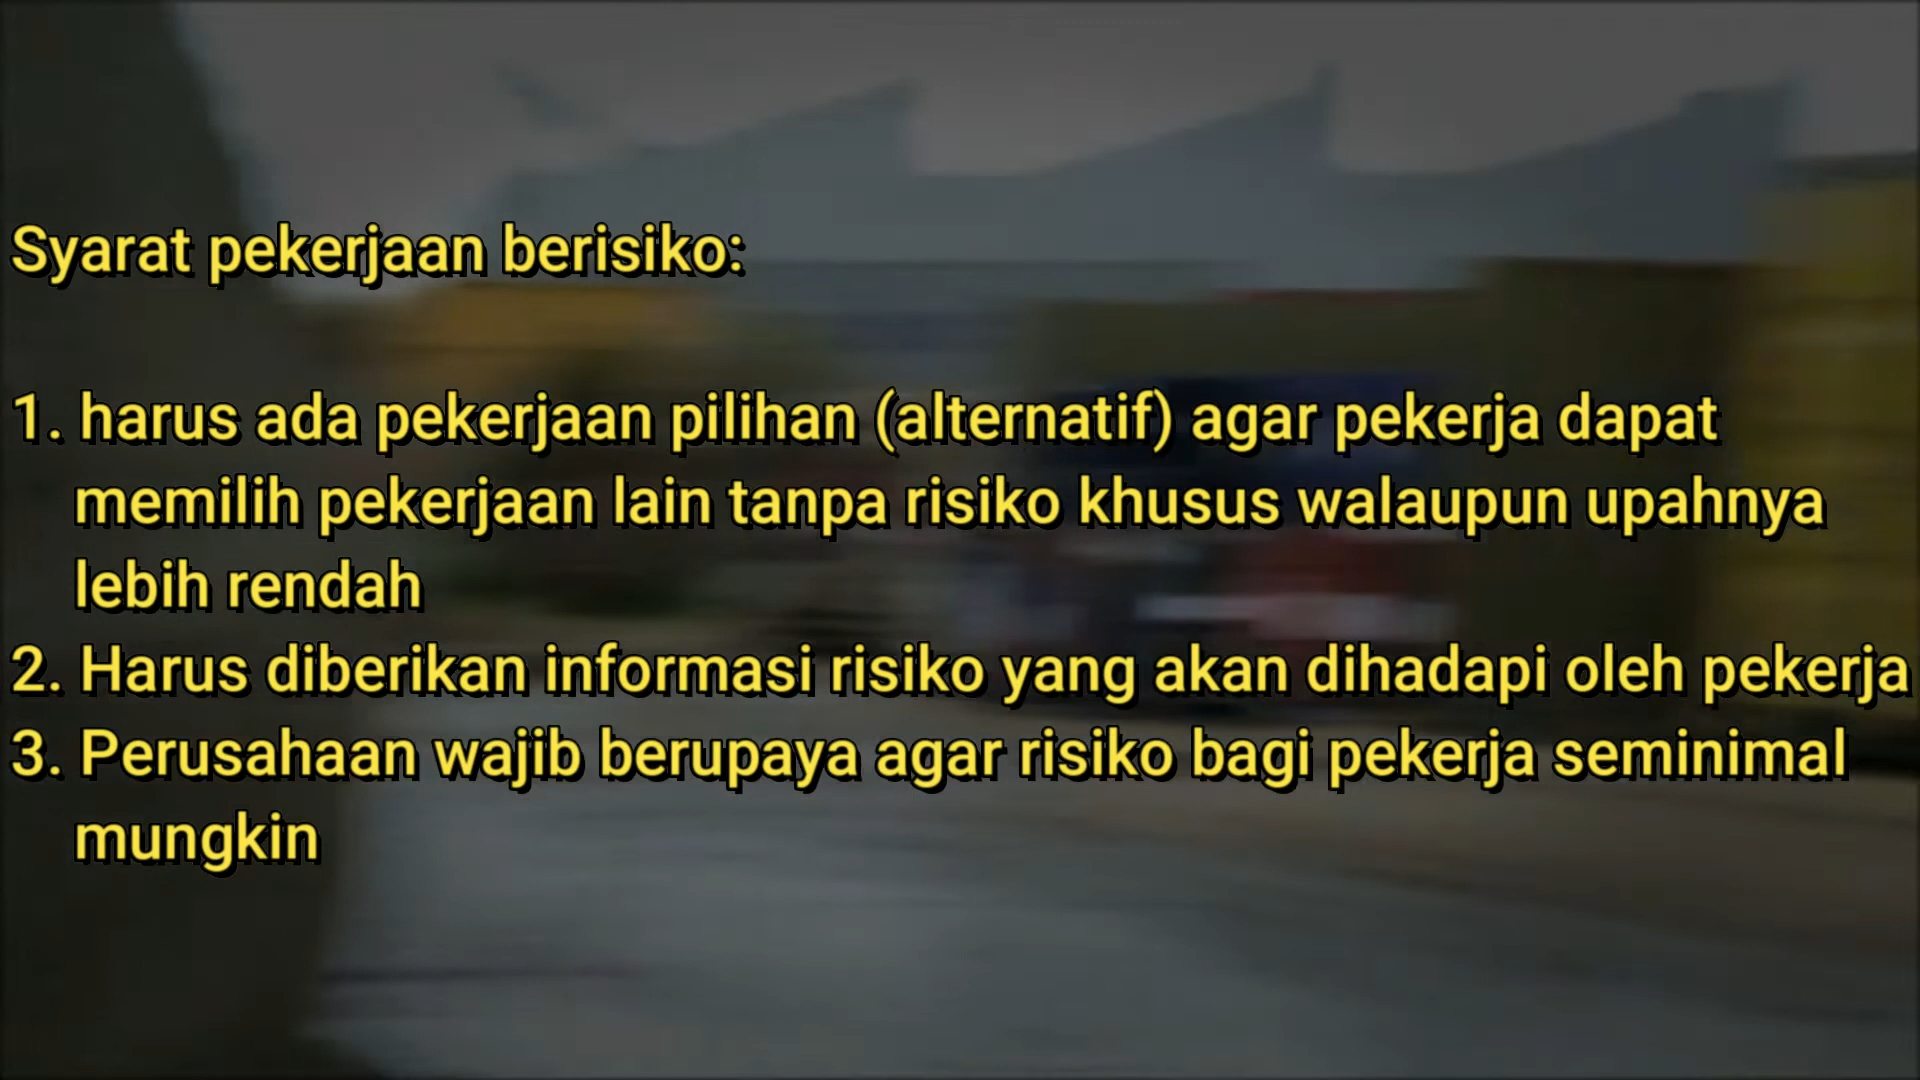 Syarat pekerjaan berisiko:
1. harus ada pekerjaan pilihan (alternatif) agar pekerja dapat
memilih pekerjaan lain tanpa risiko khusus walaupun upahnya
lebih rendah
2. Harus diberikan informasi risiko yang akan dihadapi oleh pekerja
3. Perusahaan wajib berupaya agar risiko bagi pekerja seminimal
mungkin